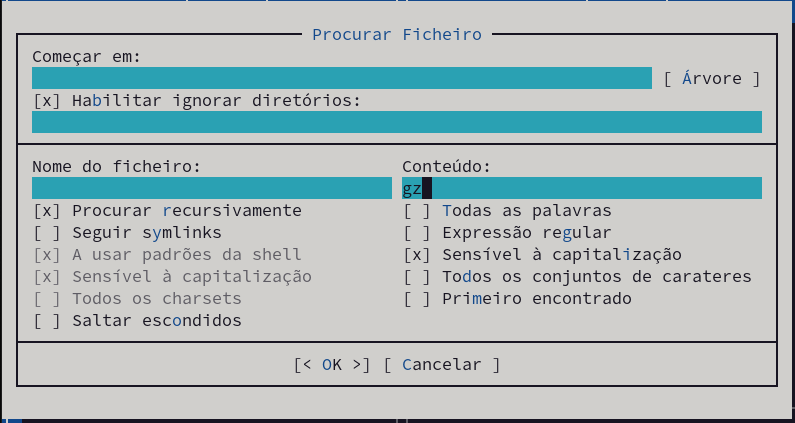 Procurar Ficheiro
Começar em:
[ Árvore ]
[x] Habilitar ignorar diretórios:
Nome do ficheiro:
Conteúdo:
gz
[x] Procurar recursivamente
[ ] Todas as palavras
[ ] Seguir symlinks
[ ] Expressão regular
[x] A usar padrões da shell
[x] Sensível à capitalização
[x] Sensível à capitalização
[ ] Todos os conjuntos de carateres
[ ] Todos os charsets
[ ] Primeiro encontrado
[ ] Saltar escondidos
[< OK >] [ Cancelar ]